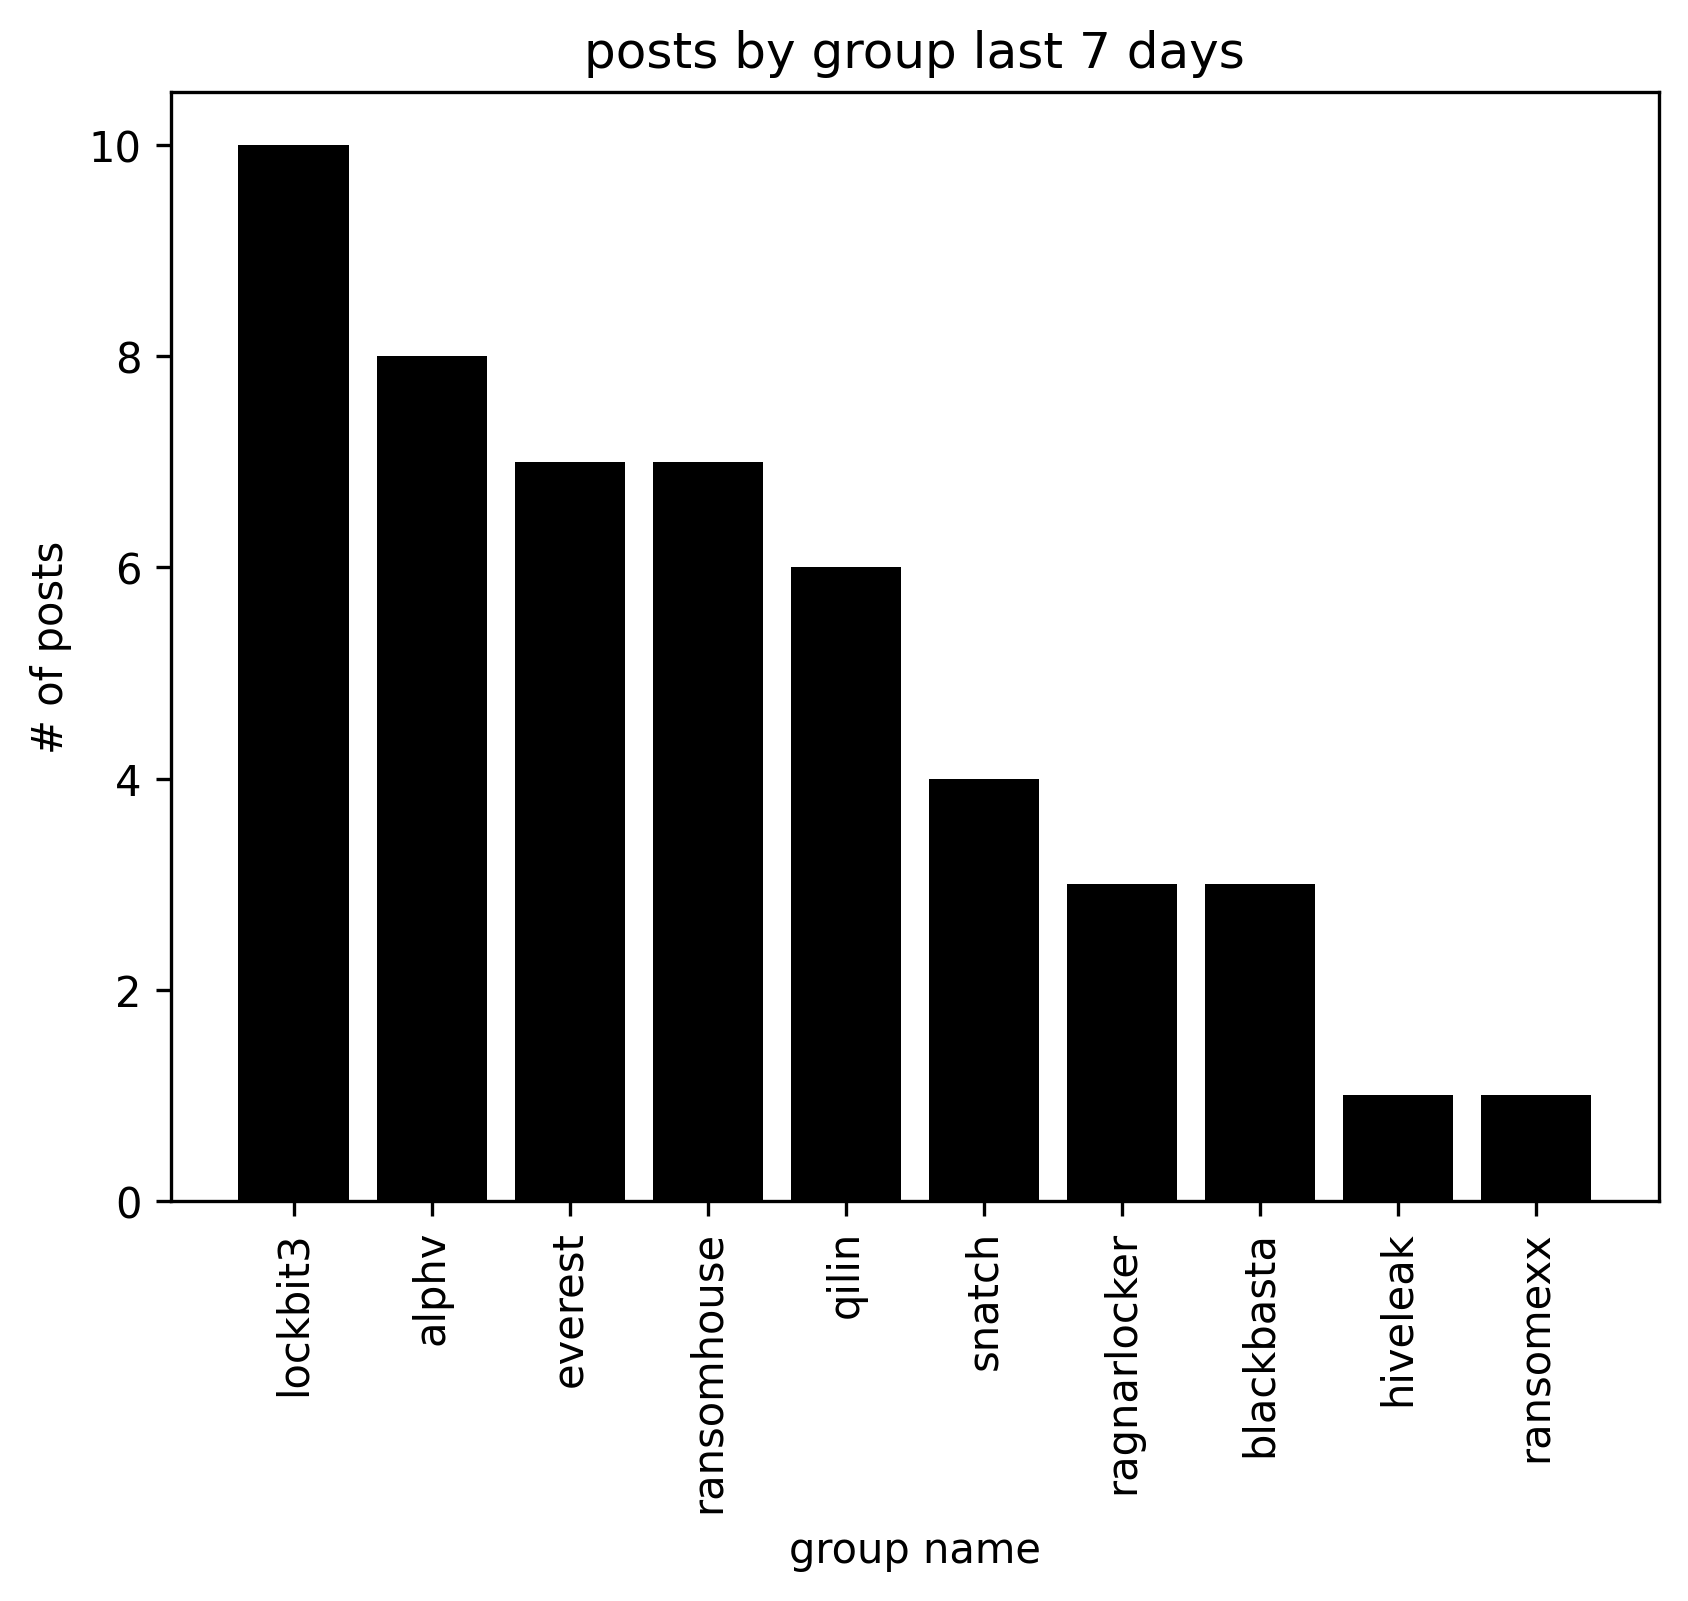 posts by group last 7 days
# of posts
10
8
6
4
2
0
lockbit3
alphv
everest
ransomhouse
qilin
snatch
ragnarlocker
blackbasta
hiveleak
ransomexx
group name